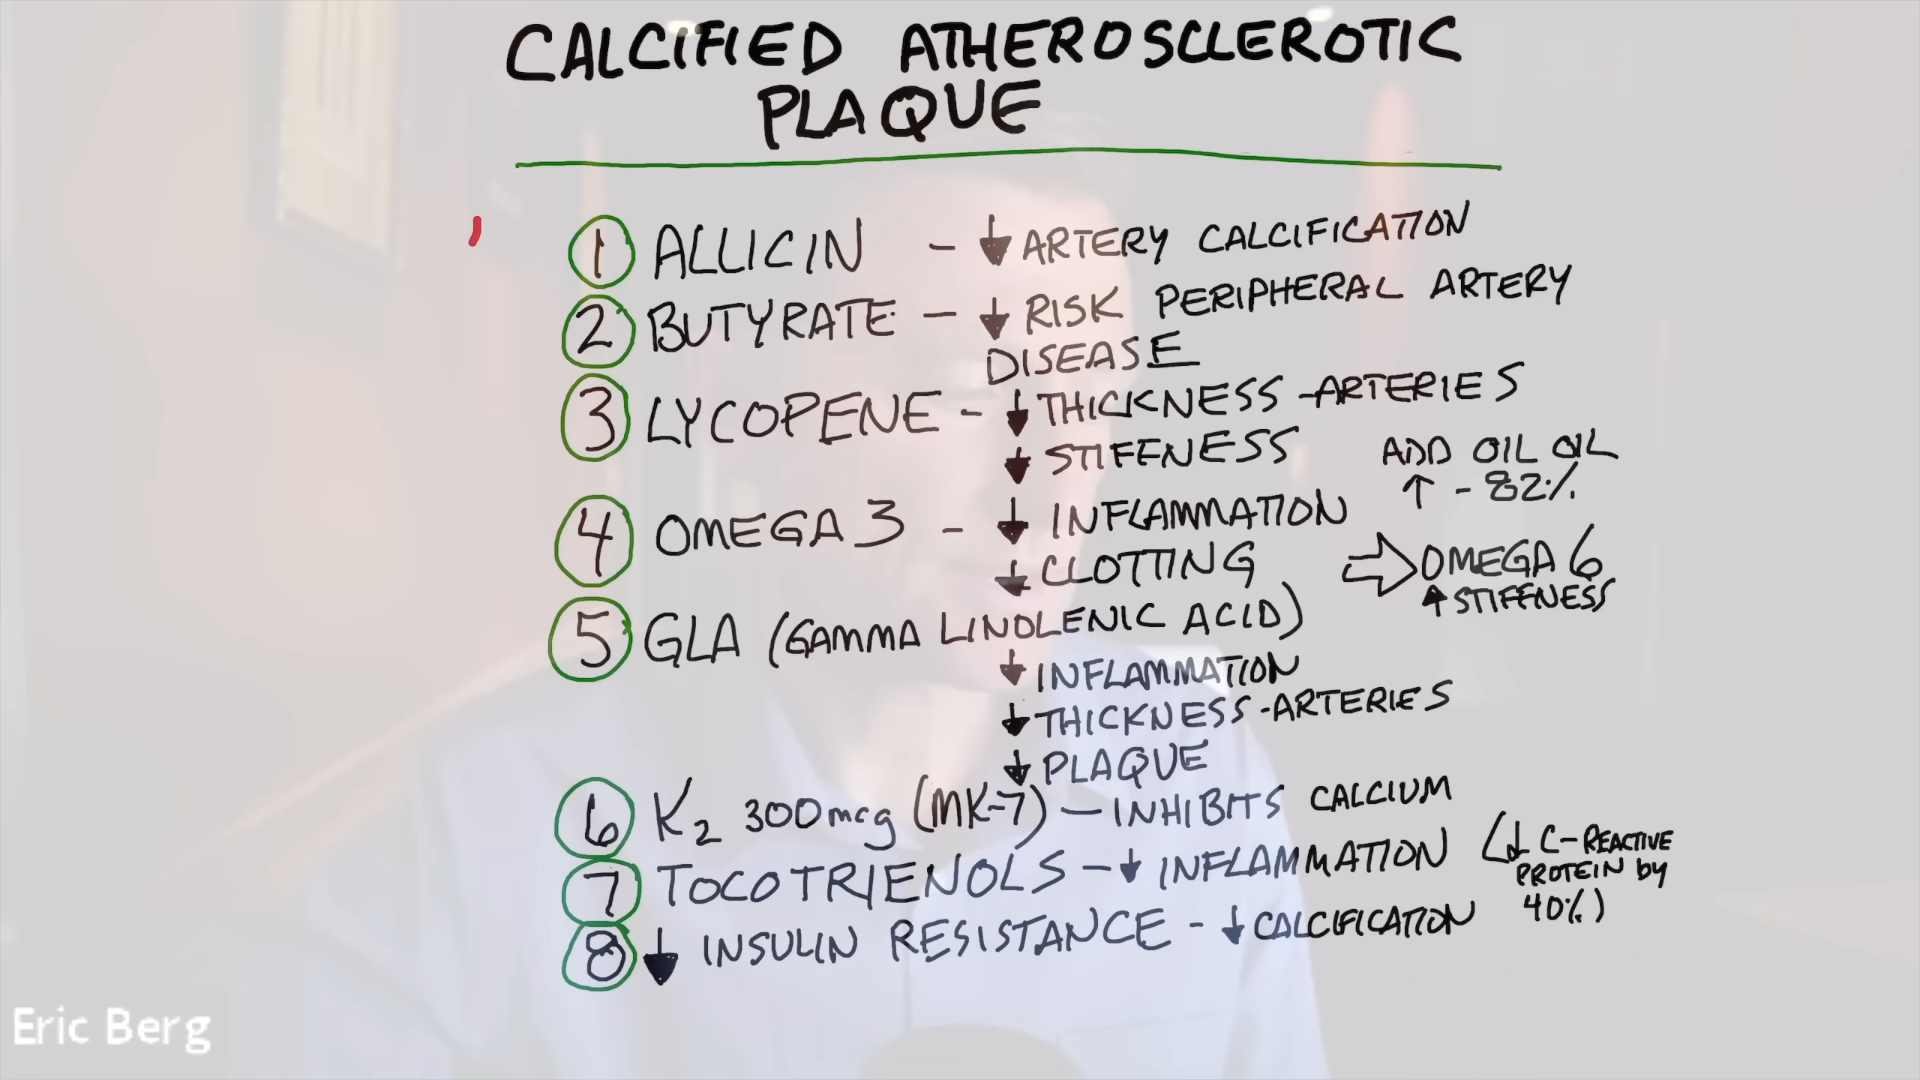 CALCIFIED ATHEROSCLEROTIC
PLAQUE
1 ALLICIN - ↓ ARTERY CALCIFICATION
2 BUTYRATE - ↓ RISK PERIPHERAL ARTERY
DISEASE
3 LYCOPENE - ↓ THICKNESS - ARTERIES
↓ STIFFNESS
ADD OIL OIL
↑ - 82%
4 OMEGA 3 - ↓ INFLAMMATION
↓ CLOTTING
⇨ OMEGA 6
↑ STIFFNESS
5 GLA (GAMMA LINOLENIC ACID)
↓ INFLAMMATION
↓ THICKNESS - ARTERIES
↓ PLAQUE
6 K2 300mcg (MK-7) - INHIBITS CALCIUM
7 TOCOTRIENOLS - ↓ INFLAMMATION (↓ C-REACTIVE
PROTEIN by
40%)
8 ↓ INSULIN RESISTANCE - ↓ CALCIFICATION
Eric Berg